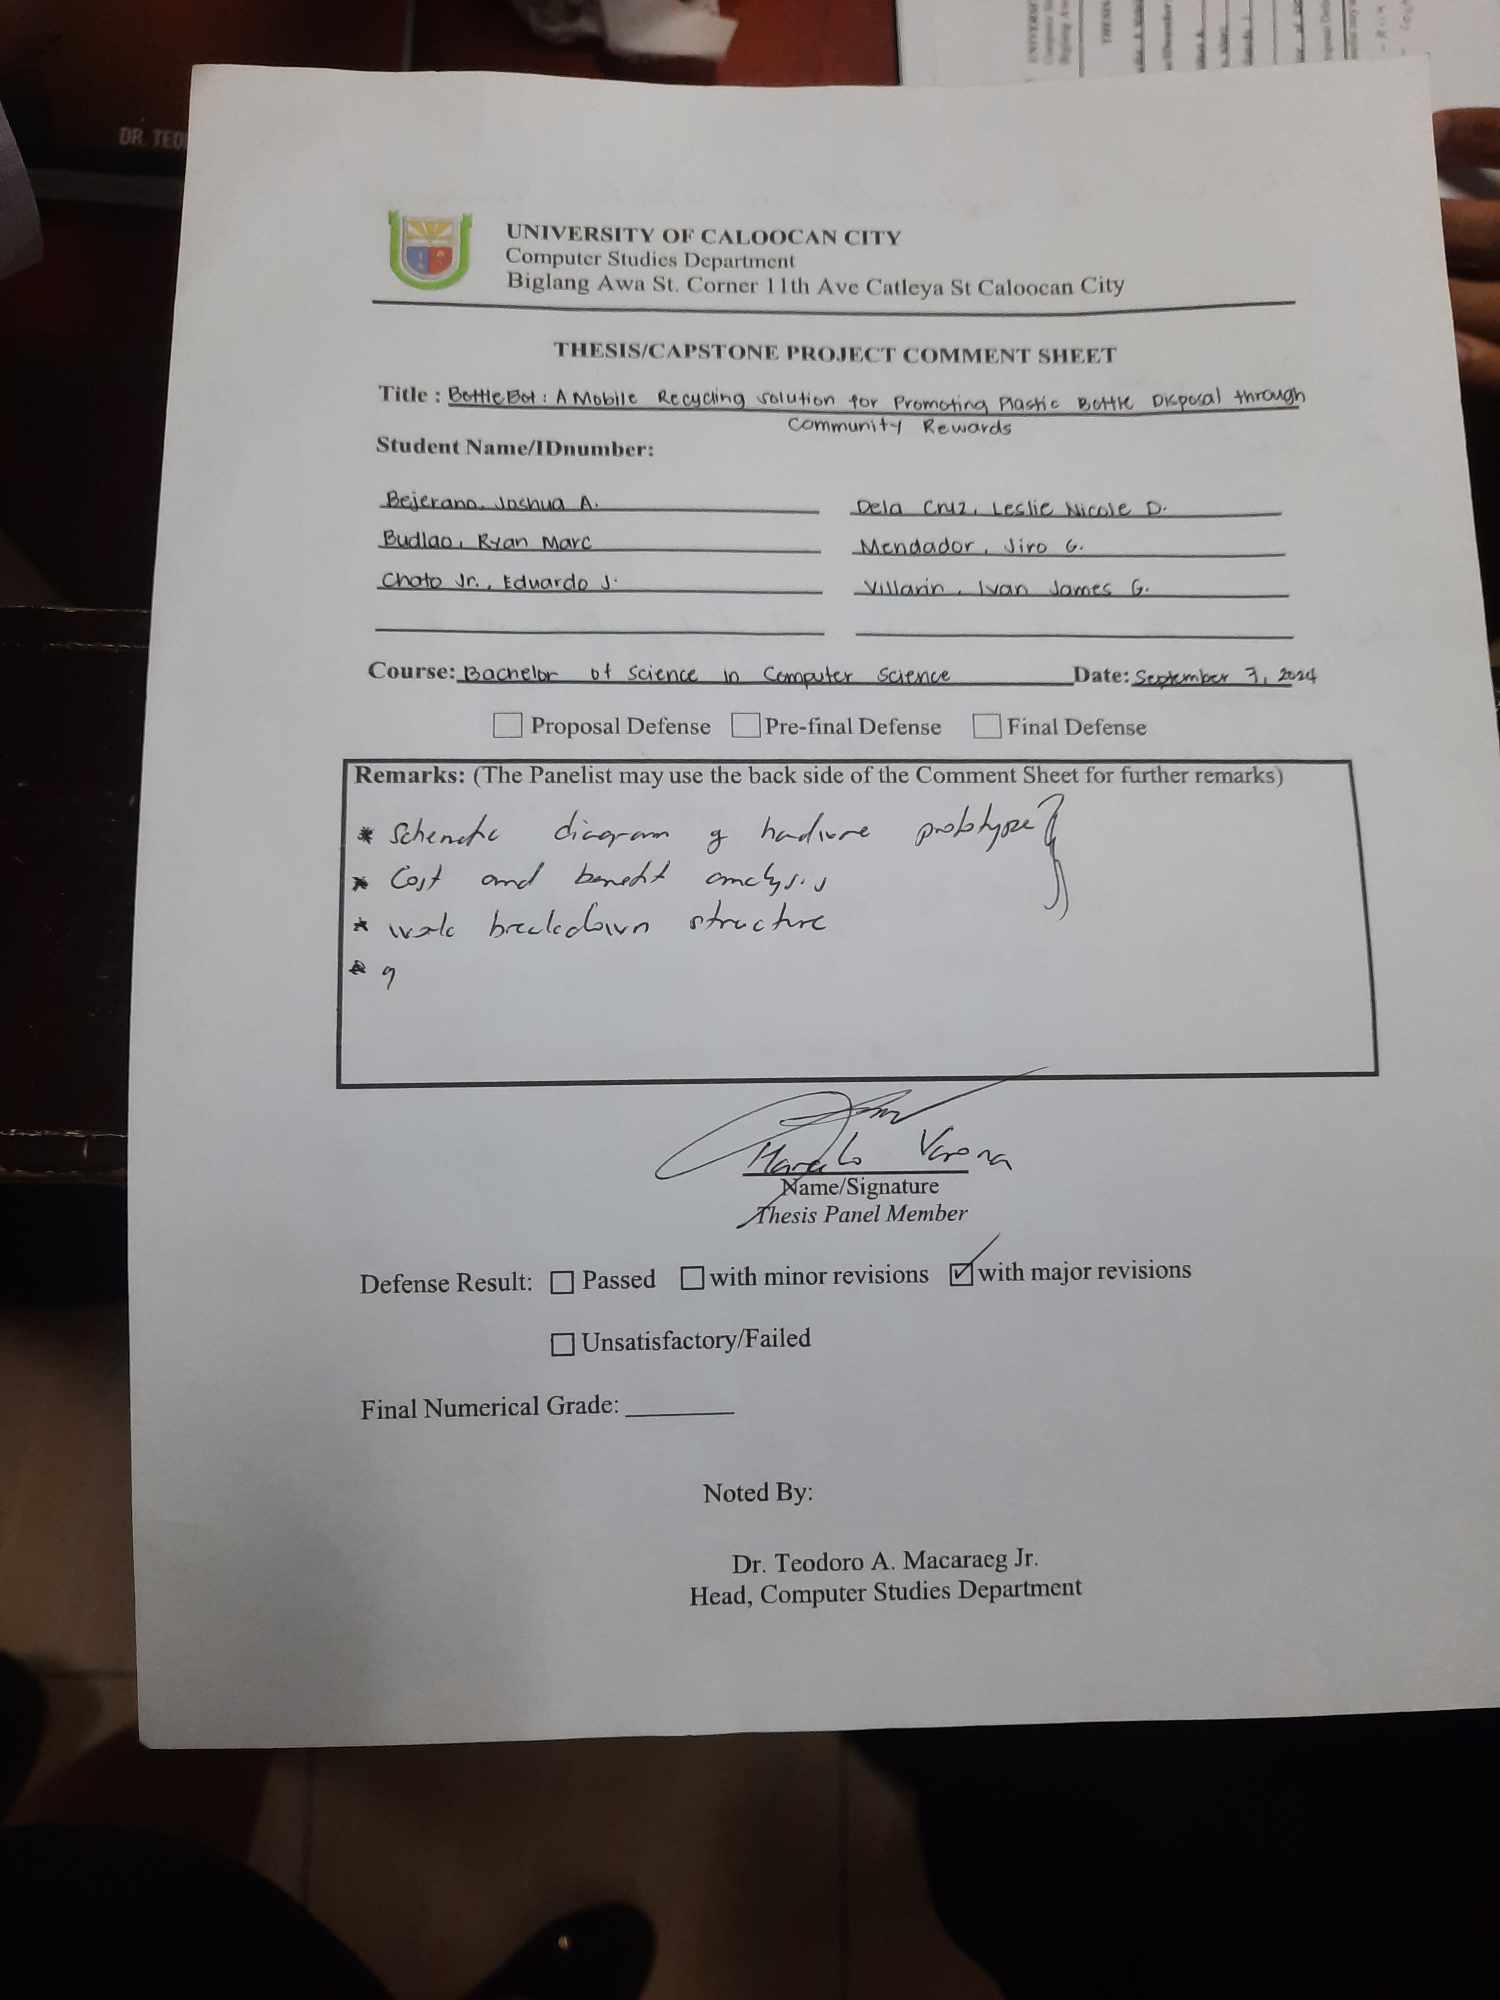 DR. TEO
UNIVERSITY OF CALOOCAN CITY
Computer Studies Department
Biglang Awa St. Corner 11th Ave Catleya St Caloocan City
THESIS/CAPSTONE PROJECT COMMENT SHEET
Title : BottleBot: A Mobile Recycling Solution for Promoting Plastic Bottle Disposal through
Community Rewards
Student Name/IDnumber:
Bejerano, Joshua A. Dela Cruz, Leslie Nicole D.
Budlao, Ryan Marc Mendador, Jiro G.
Choto Jr., Eduardo J. Villarin, Ivan James G.
Course: Bachelor of Science in Computer Science Date: September 7, 2024
Proposal Defense Pre-final Defense Final Defense
Remarks: (The Panelist may use the back side of the Comment Sheet for further remarks)
* Schematic diagram of hardware prototype
* Cost and benefit analysis
* work breakdown structure
*
Marcelo Varona
Name/Signature
Thesis Panel Member
Defense Result: Passed with minor revisions with major revisions
Unsatisfactory/Failed
Final Numerical Grade:
Noted By:
Dr. Teodoro A. Macaraeg Jr.
Head, Computer Studies Department